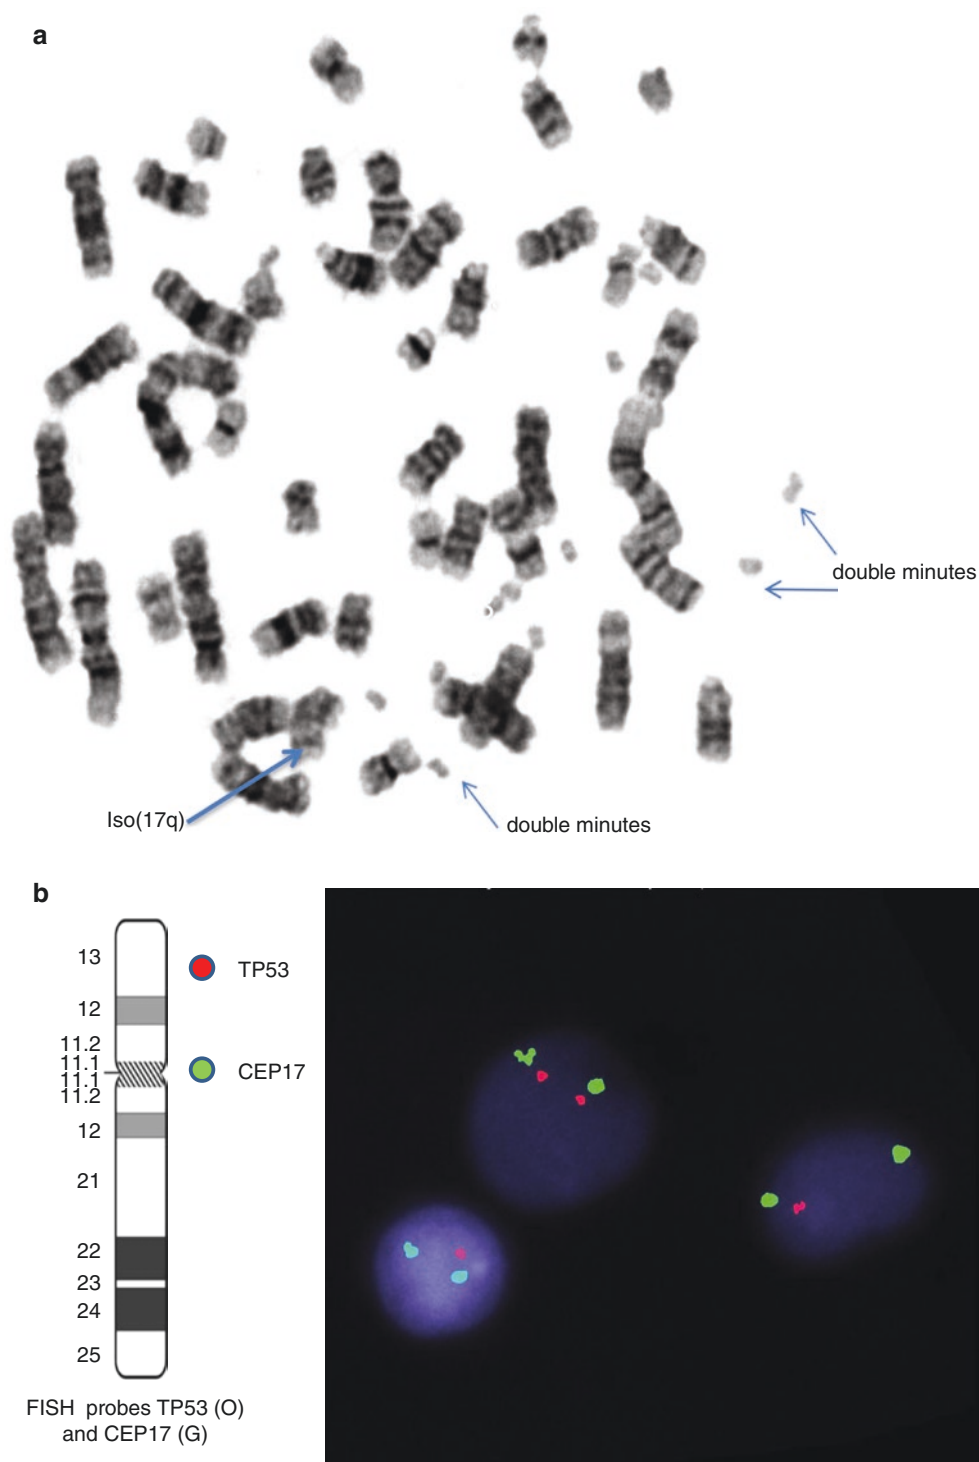 a
double minutes
Iso(17q)
double minutes
b
13
TP53
12
11.2
11.1
CEP17
11.1
11.2
12
21
22
23
24
25
FISH probes TP53 (O)
and CEP17 (G)